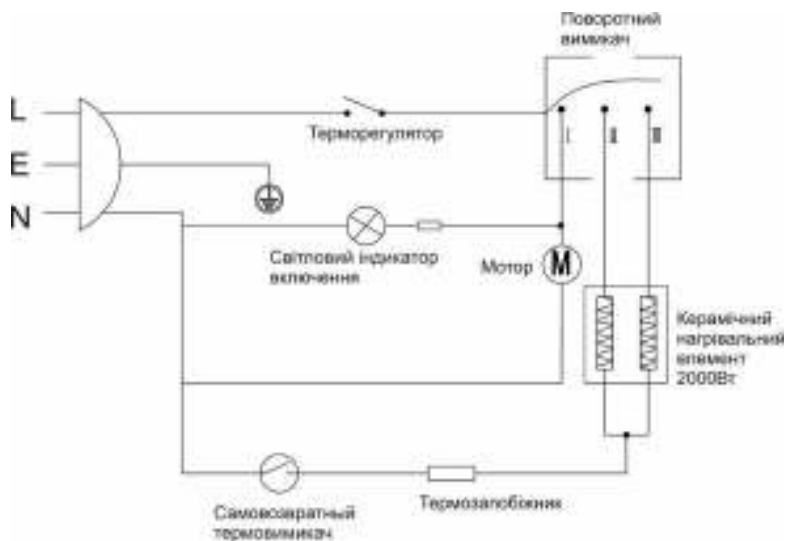 Поворотний
вимикач
L
Терморегулятор
I
II
III
E
N
Світловий індикатор
включення
Мотор
M
Керамічний
нагрівальний
елемент
2000Вт
Термозапобіжник
Самовозвратный
термовимикач